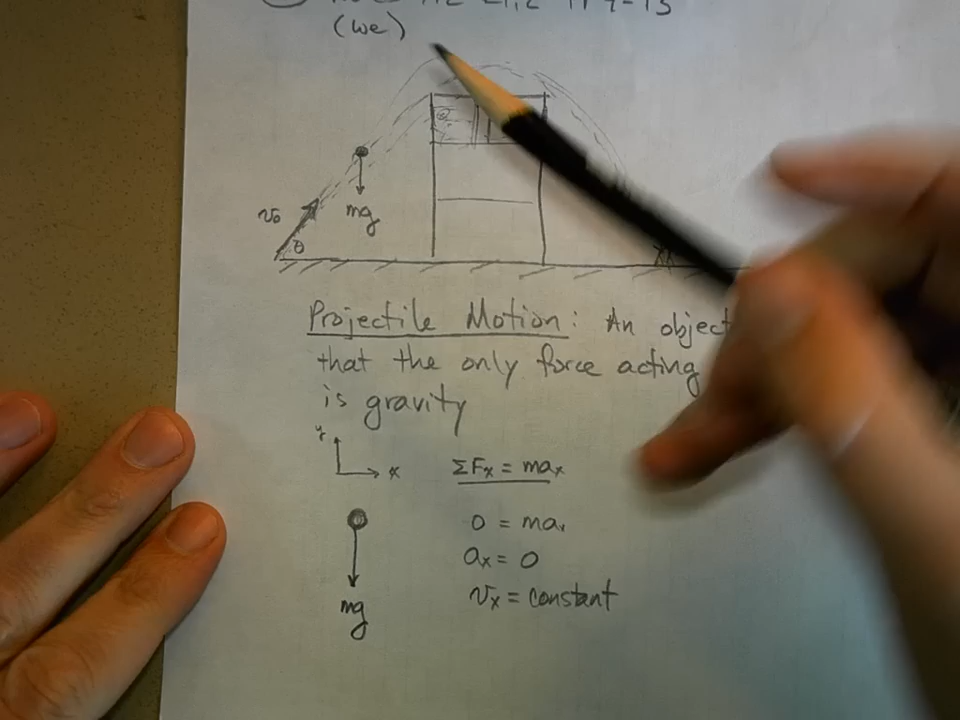 (We)
v₀
θ
mg
Projectile Motion: An object
that the only force acting
is gravity
y
x
ΣFₓ = maₓ
0 = maₓ
aₓ = 0
vₓ = constant
mg